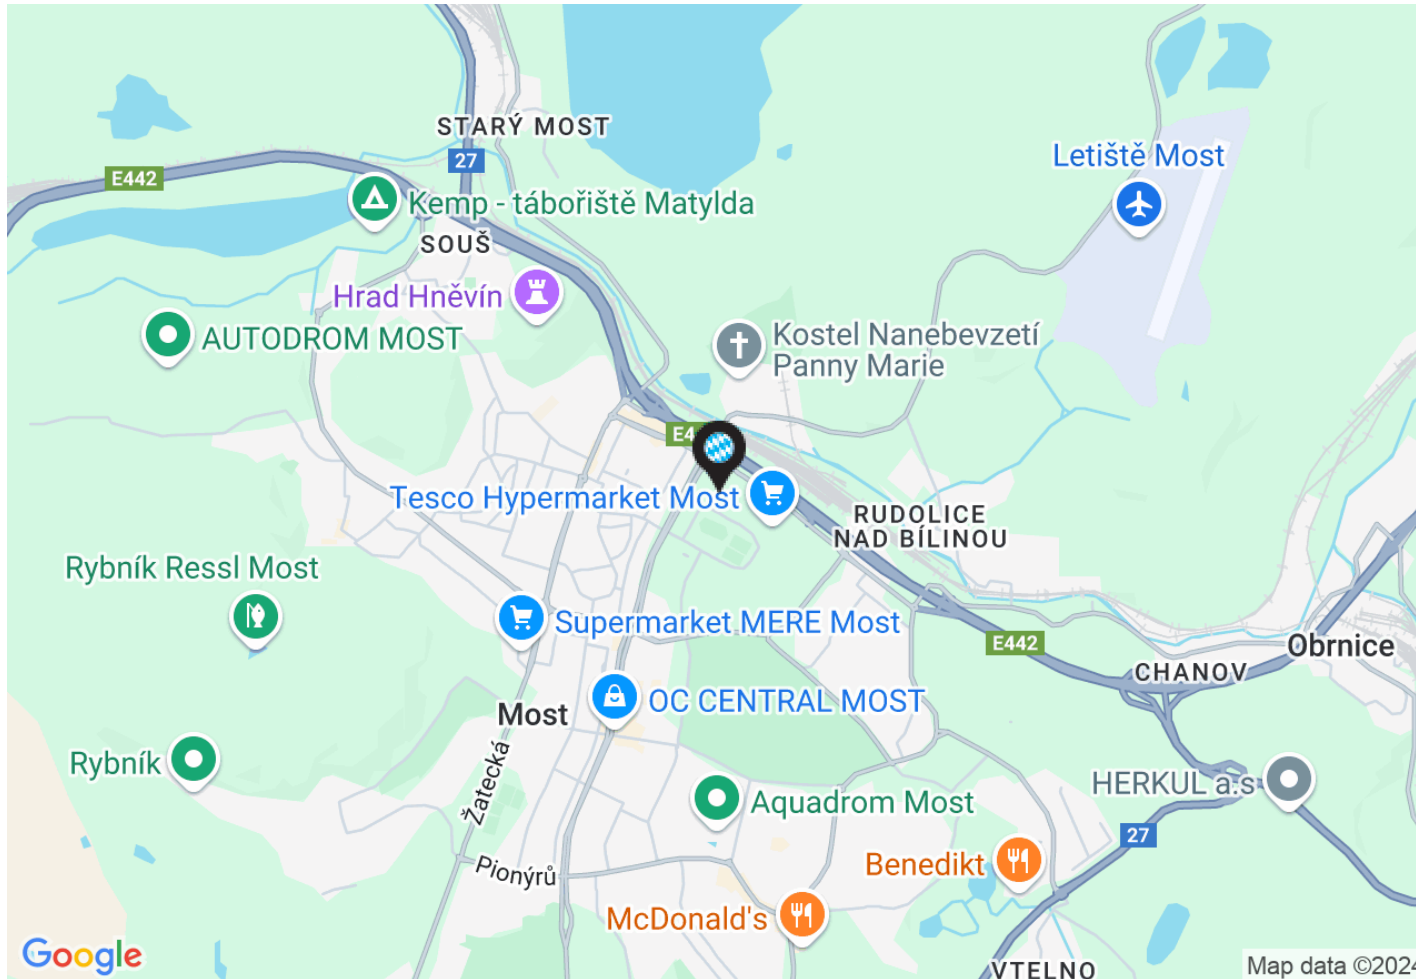 STARÝ MOST
27
Letiště Most
E442
Kemp - tábořiště Matylda
SOUŠ
Hrad Hněvín
AUTODROM MOST
Kostel Nanebevzetí
Panny Marie
E4
Tesco Hypermarket Most
RUDOLICE
NAD BÍLINOU
Rybník Ressl Most
Supermarket MERE Most
E442
Obrnice
CHANOV
OC CENTRAL MOST
Most
Rybník
Žatecká
HERKUL a.s
Aquadrom Most
27
Benedikt
Pionýrů
McDonald's
Google
VTELNO
Map data ©2024